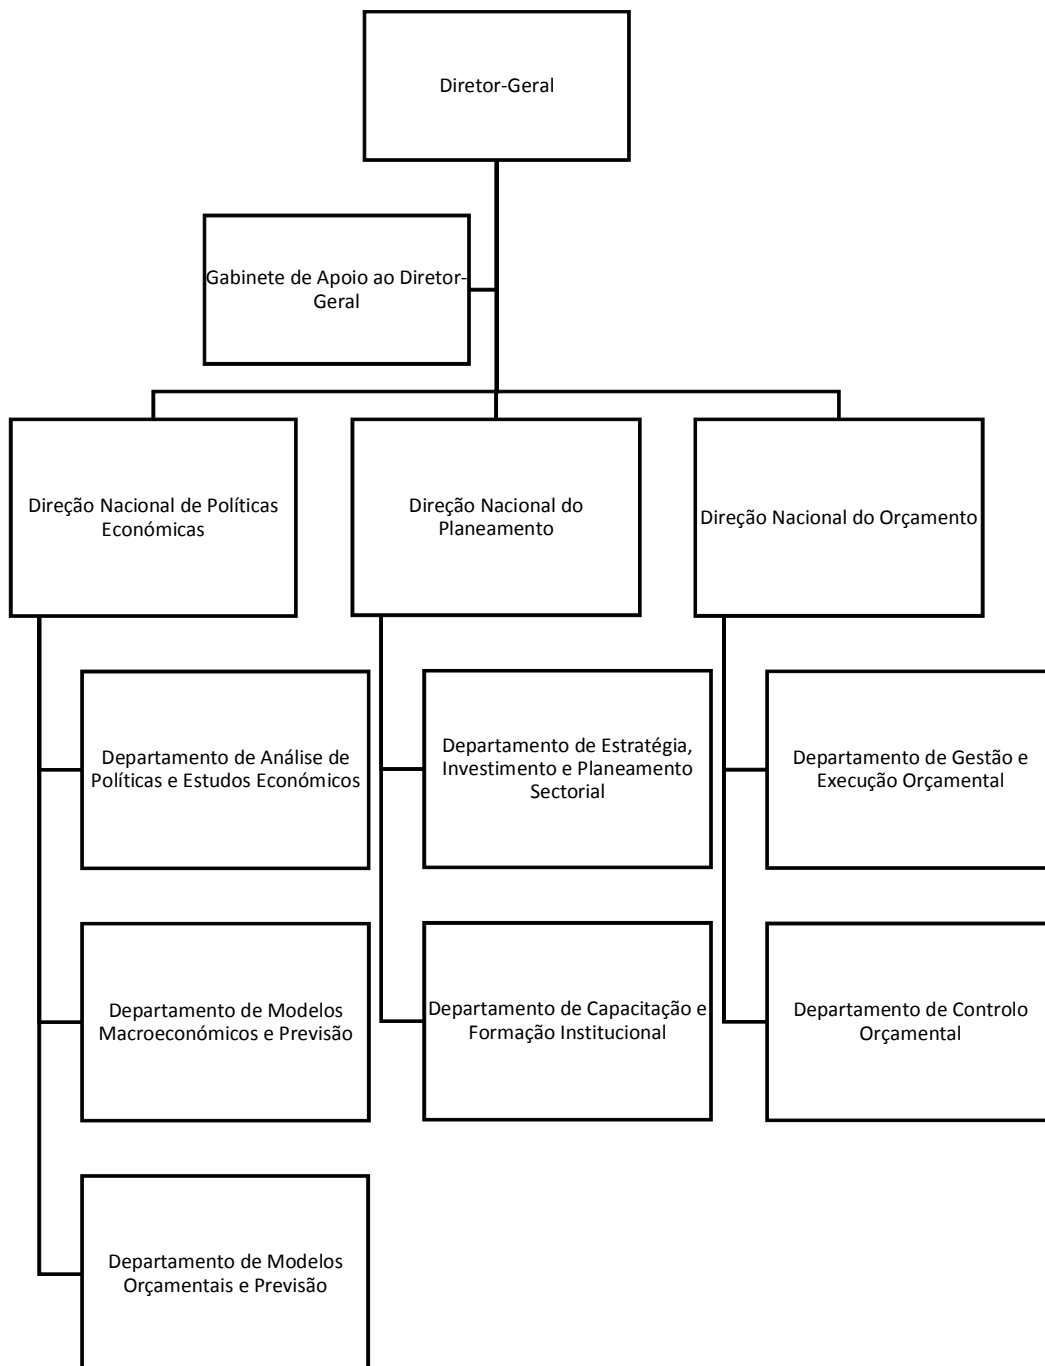 Diretor-Geral
Gabinete de Apoio ao Diretor-
Geral
Direção Nacional de Políticas
Económicas
Direção Nacional do
Planeamento
Direção Nacional do Orçamento
Departamento de Análise de
Políticas e Estudos Económicos
Departamento de Estratégia,
Investimento e Planeamento
Sectorial
Departamento de Gestão e
Execução Orçamental
Departamento de Modelos
Macroeconómicos e Previsão
Departamento de Capacitação e
Formação Institucional
Departamento de Controlo
Orçamental
Departamento de Modelos
Orçamentais e Previsão